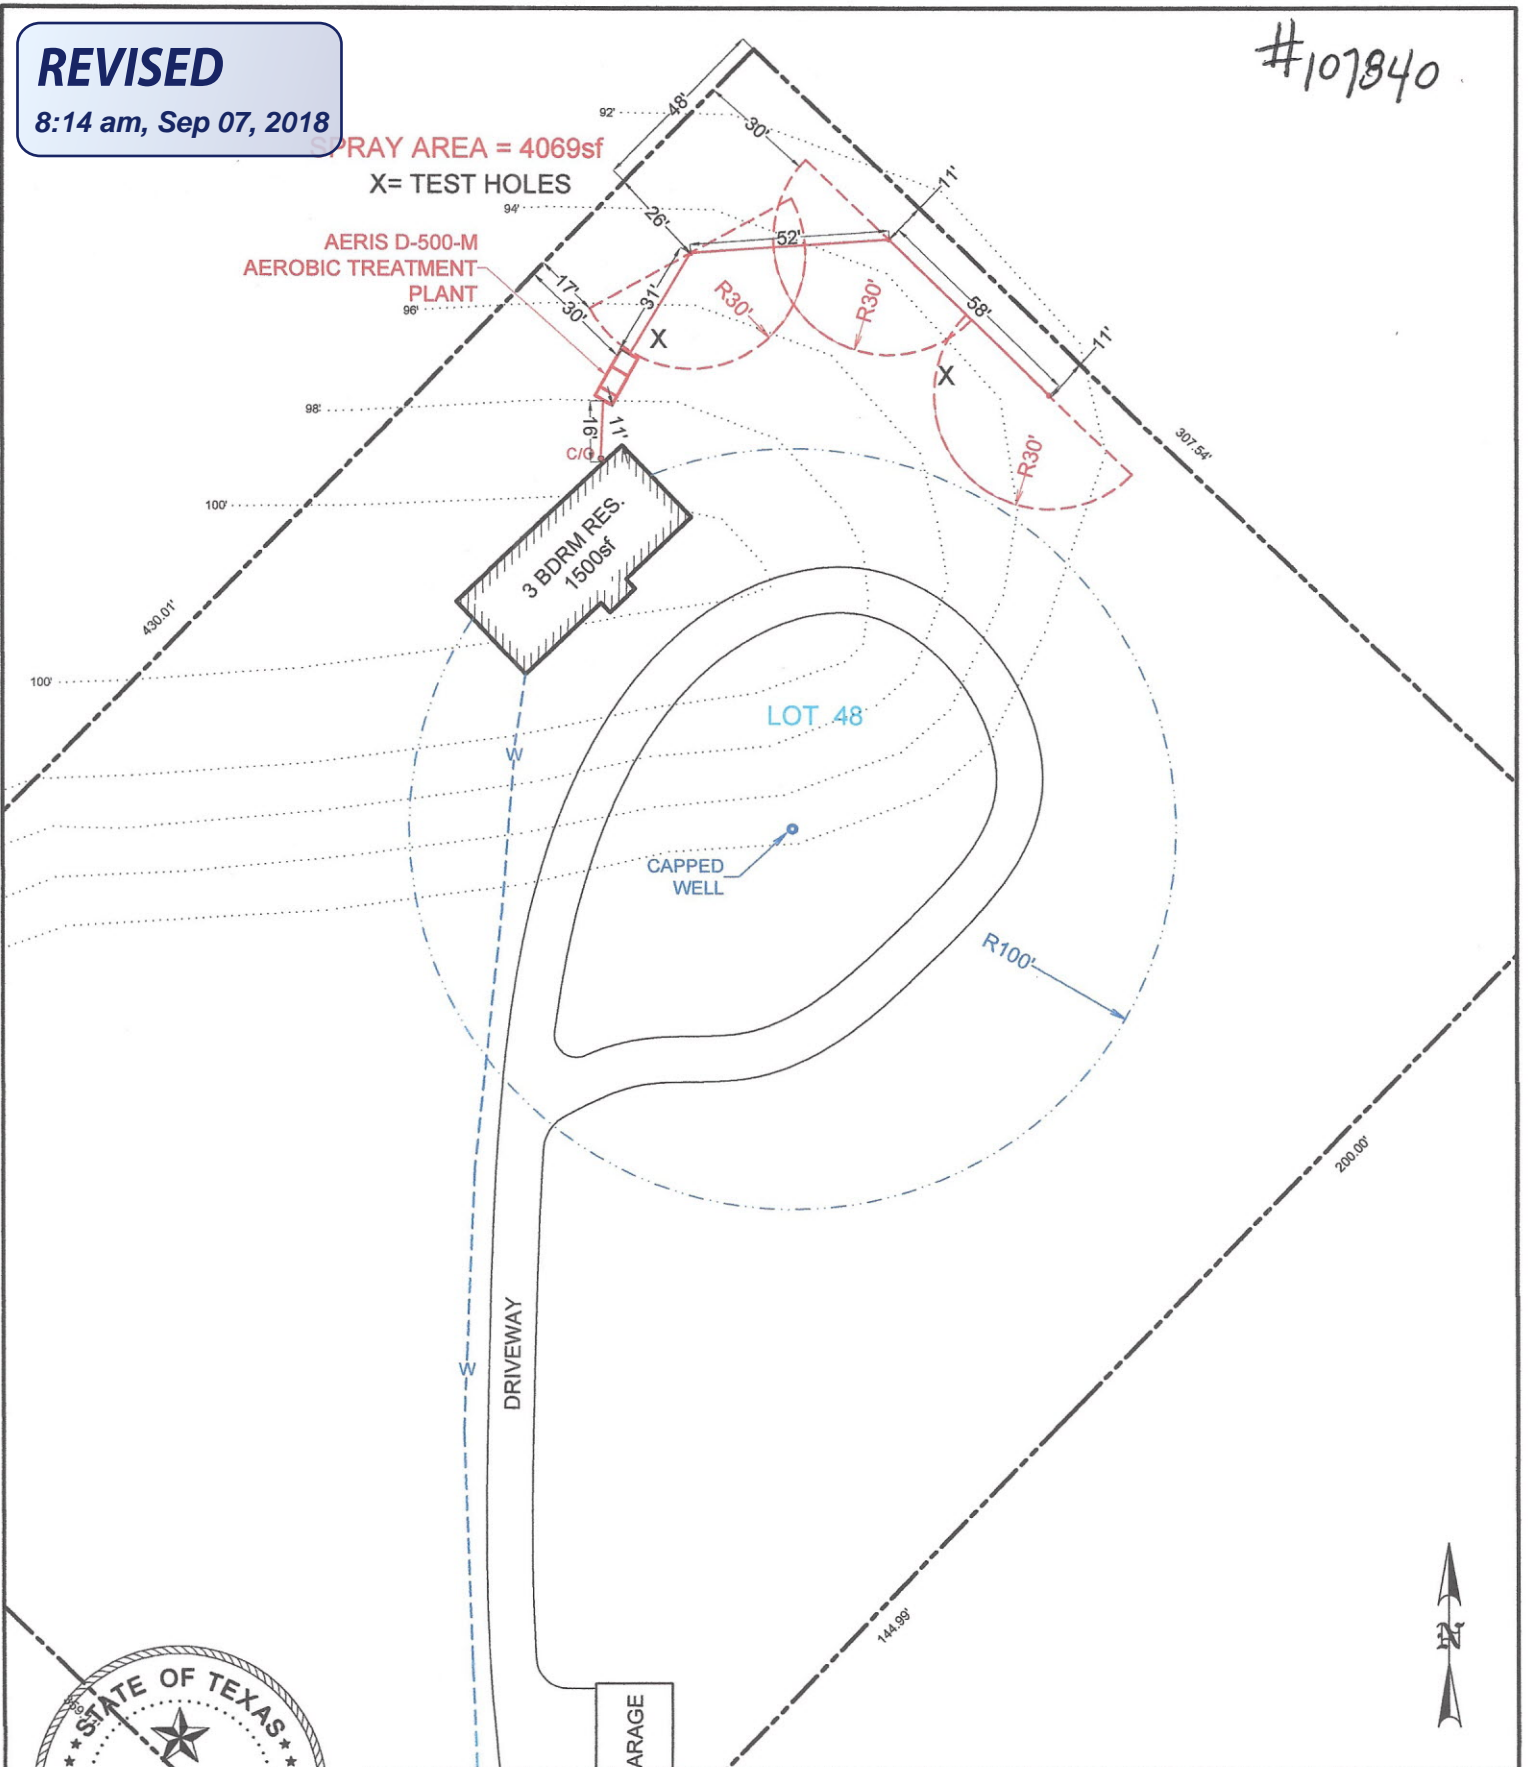 REVISED
8:14 am, Sep 07, 2018
#107840
SPRAY AREA = 4069sf
X= TEST HOLES
AERIS D-500-M
AEROBIC TREATMENT
PLANT
48'
30'
11'
92'
94'
26'
52'
17'
30'
31'
R30'
R30'
58'
11'
96'
X
X
98'
16'
11'
C/O
R30'
307.54'
100'
3 BDRM RES.
1500sf
430.01'
100'
LOT 48
W
CAPPED
WELL
R100'
200.00'
DRIVEWAY
W
144.99'
N
STATE OF TEXAS
ARAGE